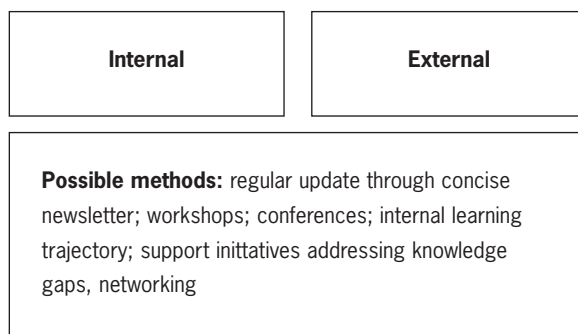 Internal
External
Possible methods: regular update through concise
newsletter; workshops; conferences; internal learning
trajectory; support inittatives addressing knowledge
gaps, networking